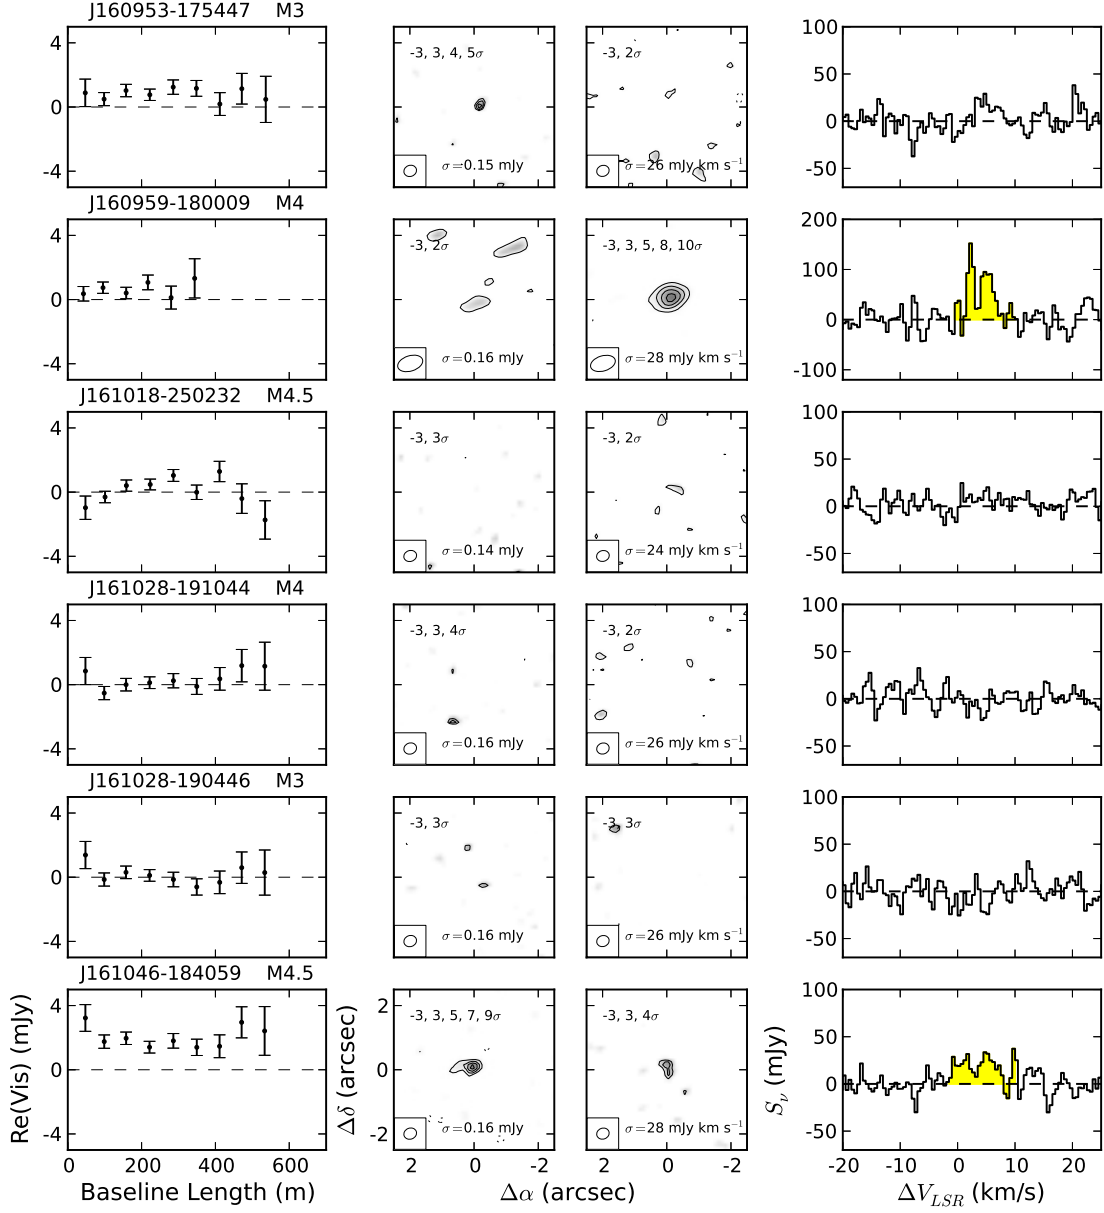 J160953-175447 M3
4
0
-4
-3, 3, 4, 5σ
σ=0.15 mJy
-3, 2σ
σ=26 mJy km s⁻¹
100
50
0
-50
J160959-180009 M4
4
0
-4
-3, 2σ
σ=0.16 mJy
-3, 3, 5, 8, 10σ
σ=28 mJy km s⁻¹
200
100
0
-100
J161018-250232 M4.5
4
0
-4
-3, 3σ
σ=0.14 mJy
-3, 2σ
σ=24 mJy km s⁻¹
100
50
0
-50
J161028-191044 M4
4
0
-4
-3, 3, 4σ
σ=0.16 mJy
-3, 2σ
σ=26 mJy km s⁻¹
100
50
0
-50
J161028-190446 M3
4
0
-4
-3, 3σ
σ=0.16 mJy
-3, 3σ
σ=26 mJy km s⁻¹
100
50
0
-50
J161046-184059 M4.5
Re(Vis) (mJy)
4
0
-4
0 200 400 600
Baseline Length (m)
Δδ (arcsec)
2
0
-2
-3, 3, 5, 7, 9σ
σ=0.16 mJy
-3, 3, 4σ
σ=28 mJy km s⁻¹
2 0 -2 2 0 -2
Δα (arcsec)
Sν (mJy)
100
50
0
-50
-20 -10 0 10 20
ΔV_LSR (km/s)